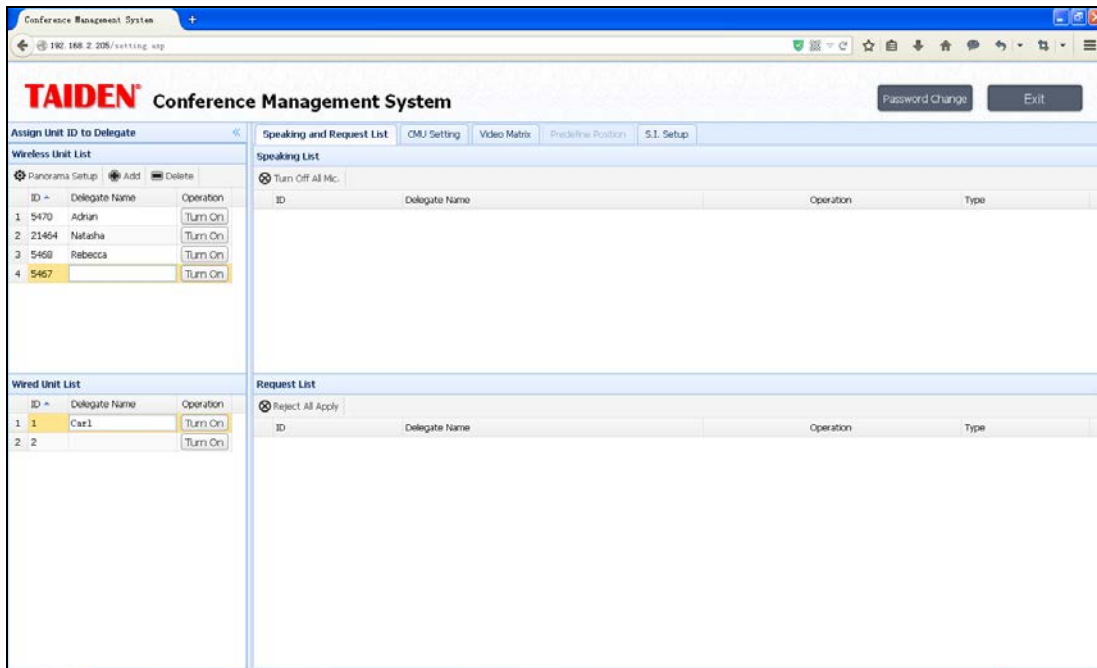 Conference Management System
192.168.2.205/setting.asp
TAIDEN® Conference Management System
Password Change
Exit
Assign Unit ID to Delegate
Wireless Unit List
Panorama Setup Add Delete
ID Delegate Name Operation
1 5470 Adrian Turn On
2 21464 Natasha Turn On
3 5468 Rebecca Turn On
4 5467 Turn On
Wired Unit List
ID Delegate Name Operation
1 1 Carl Turn On
2 2 Turn On
Speaking and Request List CMU Setting Video Matrix Predefine Position S.I. Setup
Speaking List
Turn Off All Mic.
ID Delegate Name Operation Type
Request List
Reject All Apply
ID Delegate Name Operation Type